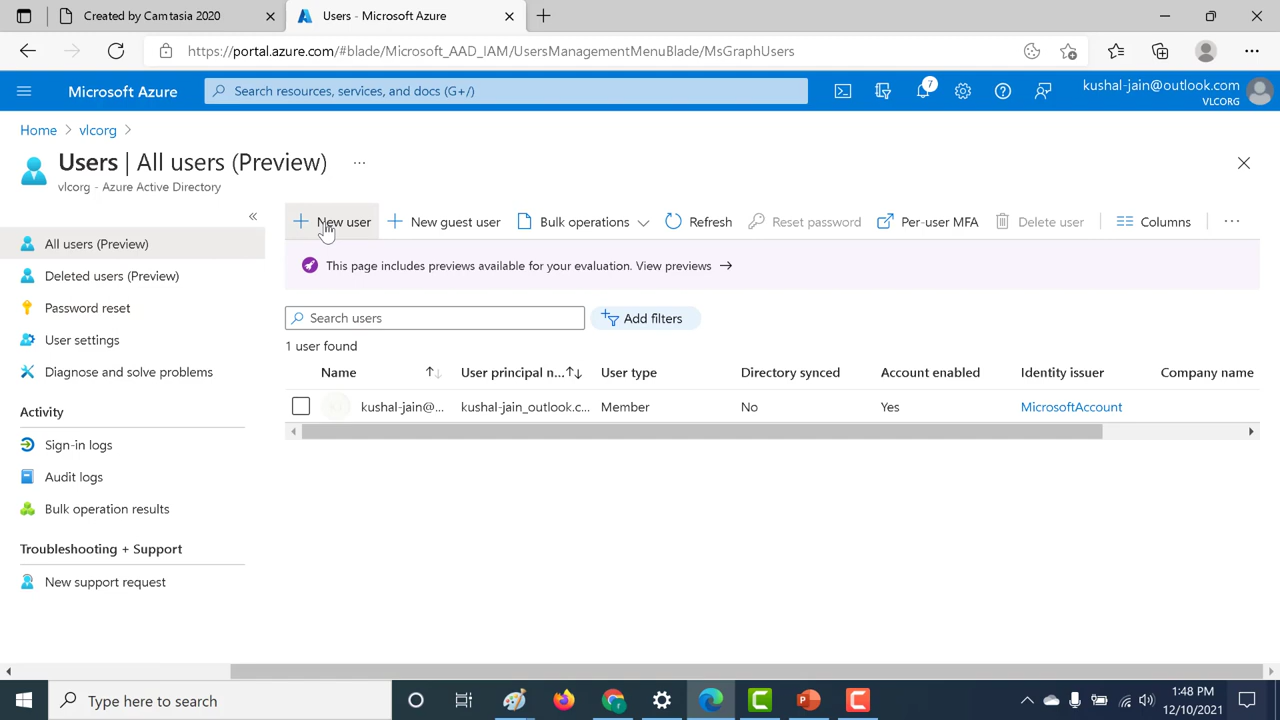 Created by Camtasia 2020
Users - Microsoft Azure
https://portal.azure.com/#blade/Microsoft_AAD_IAM/UsersManagementMenuBlade/MsGraphUsers
Microsoft Azure
Search resources, services, and docs (G+/)
7
kushal-jain@outlook.com
VLCORG
Home > vlcorg >
Users | All users (Preview) ...
vlcorg - Azure Active Directory
New user
New guest user
Bulk operations
Refresh
Reset password
Per-user MFA
Delete user
Columns
All users (Preview)
Deleted users (Preview)
Password reset
User settings
Diagnose and solve problems
Activity
Sign-in logs
Audit logs
Bulk operation results
Troubleshooting + Support
New support request
This page includes previews available for your evaluation. View previews →
Search users
Add filters
1 user found
Name User principal n... User type Directory synced Account enabled Identity issuer Company name
kushal-jain@... kushal-jain_outlook.c... Member No Yes MicrosoftAccount
Type here to search
1:48 PM
12/10/2021